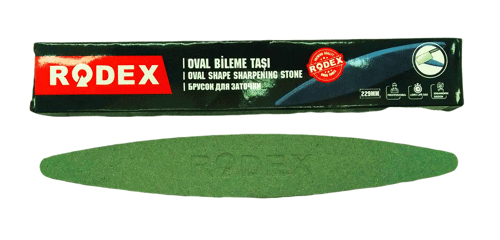 RODEX
OVAL BİLEME TAŞI
OVAL SHAPE SHARPENING STONE
БРУСОК ДЛЯ ЗАТОЧКИ
RODEX
229MM
RODEX